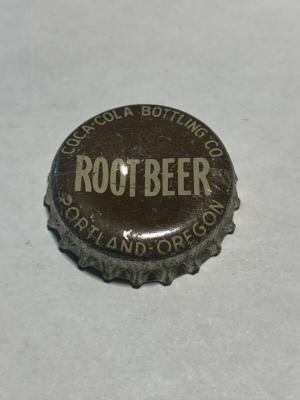 COCA-COLA BOTTLING CO.
ROOT BEER
PORTLAND-OREGON